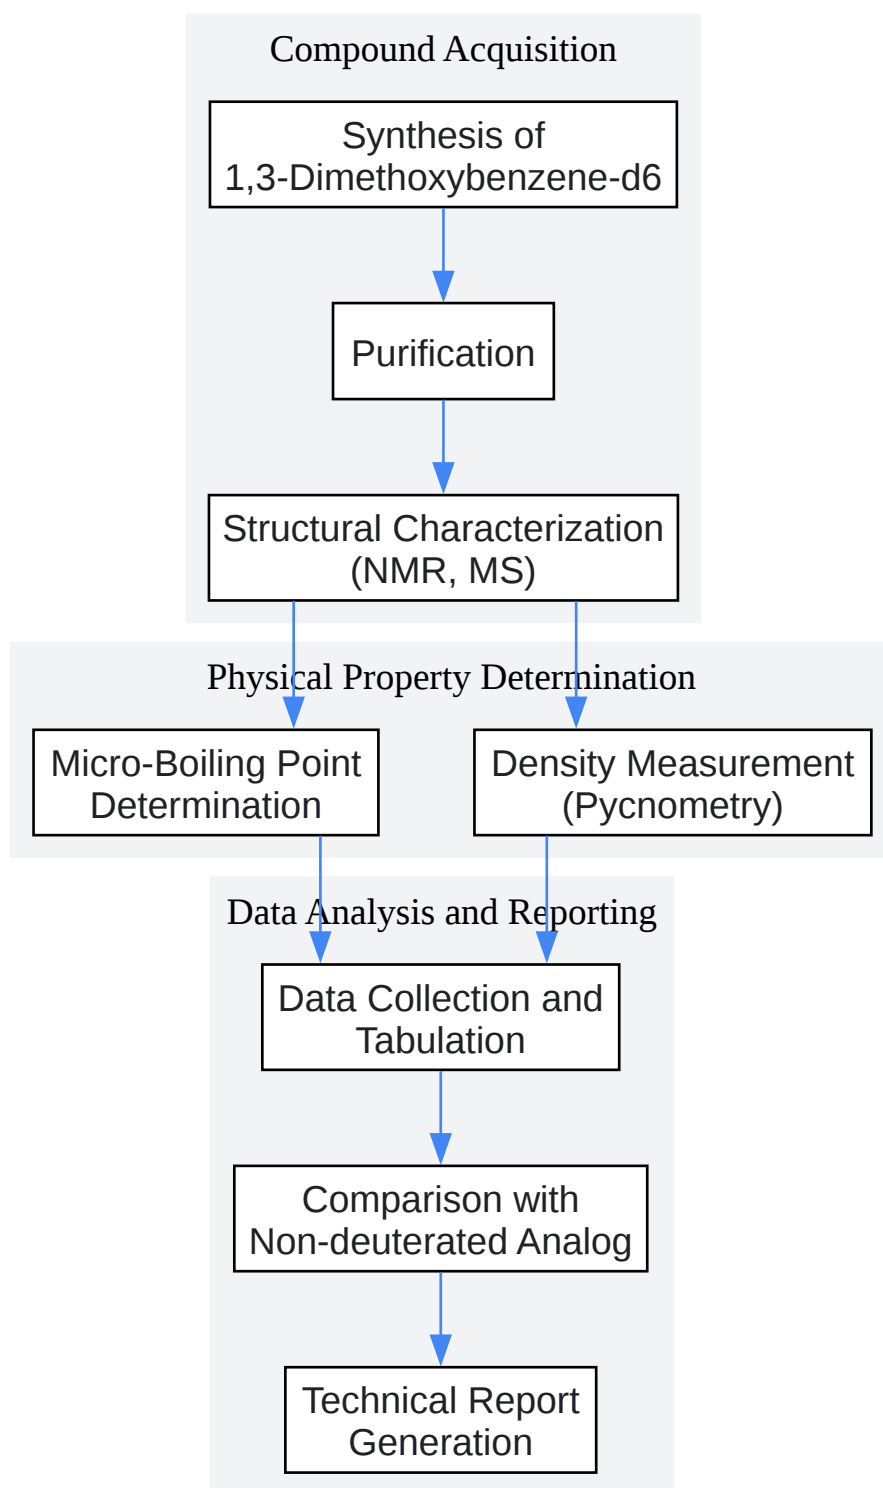 Compound Acquisition
Synthesis of
1,3-Dimethoxybenzene-d6
Purification
Structural Characterization
(NMR, MS)
Physical Property Determination
Micro-Boiling Point
Determination
Density Measurement
(Pycnometry)
Data Analysis and Reporting
Data Collection and
Tabulation
Comparison with
Non-deuterated Analog
Technical Report
Generation